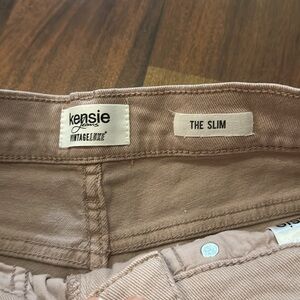 kensie
jeans
VINTAGELUXE
THE SLIM